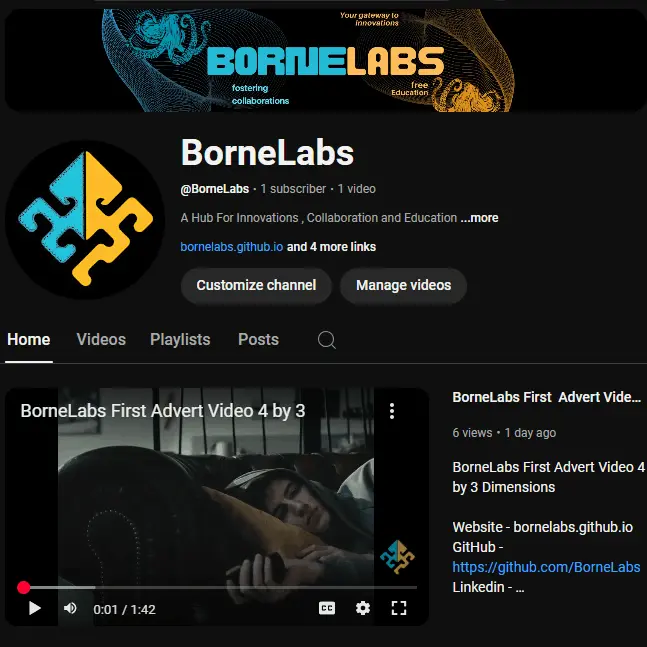 Your gateway to
innovations
BORNELABS
fostering
collaborations
free
Education
BorneLabs
@BorneLabs · 1 subscriber · 1 video
A Hub For Innovations , Collaboration and Education ...more
bornelabs.github.io and 4 more links
Customize channel
Manage videos
Home
Videos
Playlists
Posts
BorneLabs First Advert Video 4 by 3
0:01 / 1:42
CC
BorneLabs First Advert Vide...
6 views · 1 day ago
BorneLabs First Advert Video 4
by 3 Dimensions
Website - bornelabs.github.io
GitHub -
https://github.com/BorneLabs
Linkedin - ...